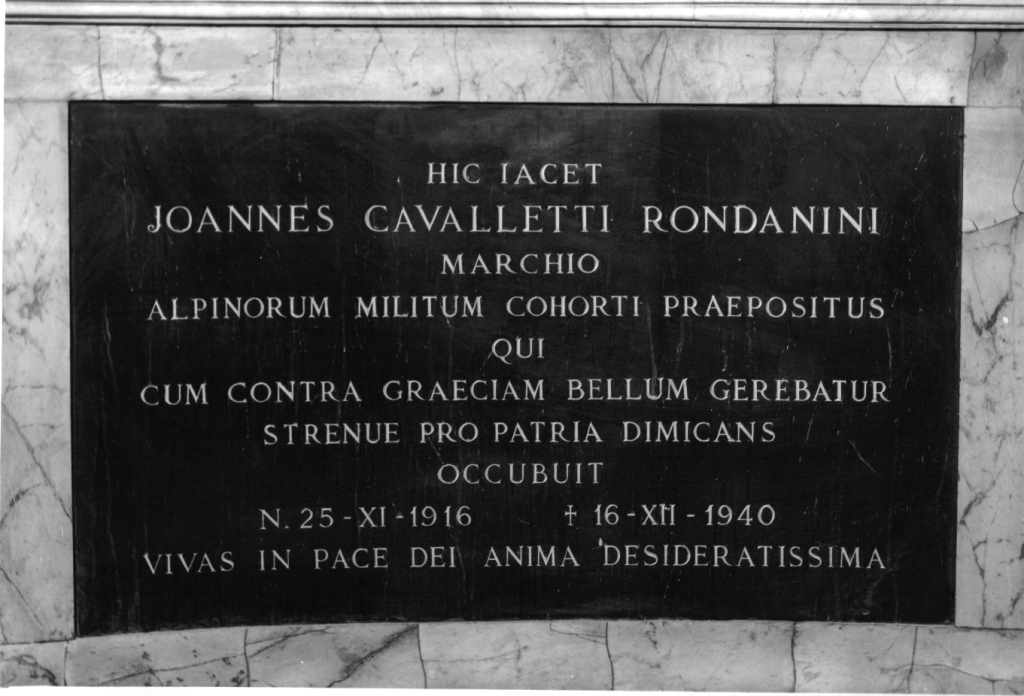 HIC IACET
JOANNES CAVALLETTI RONDANINI
MARCHIO
ALPINORUM MILITUM COHORTI PRAEPOSITUS
QUI
CUM CONTRA GRAECIAM BELLUM GEREBATUR
STRENUE PRO PATRIA DIMICANS
OCCUBUIT
N. 25-XI-1916 † 16-XII-1940
VIVAS IN PACE DEI ANIMA DESIDERATISSIMA